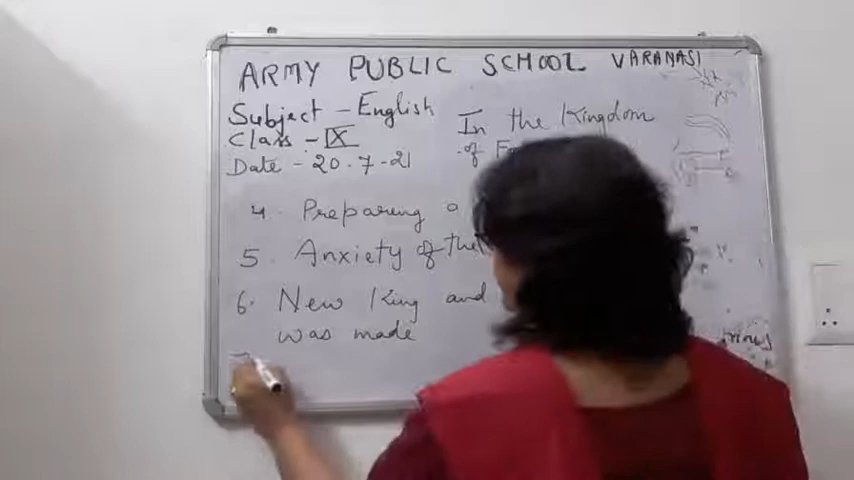 ARMY PUBLIC SCHOOL VARANASI
Subject - English
Class - IX
Date - 20.7-21
In the Kingdom
of
4. Preparing a
5. Anxiety of the
6. New King and
was made